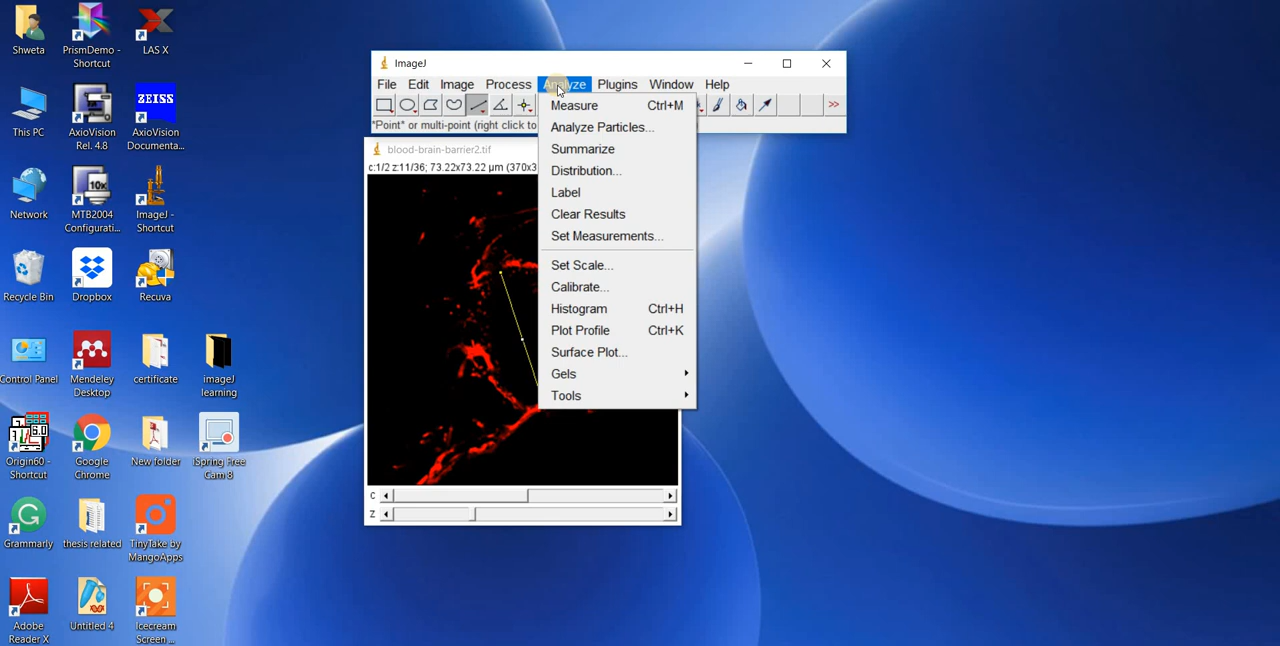 Shweta
PrismDemo -
Shortcut
LAS X
This PC
AxioVision
Rel. 4.8
ZEISS
AxioVision
Documenta...
Network
10x
MTB2004
Configurati...
ImageJ -
Shortcut
Recycle Bin
Dropbox
Recuva
Control Panel
Mendeley
Desktop
certificate
imageJ
learning
6.0
Origin60 -
Shortcut
Google
Chrome
New folder
iSpring Free
Cam 8
Grammarly
thesis related
TinyTake by
MangoApps
Adobe
Reader X
Untitled 4
Icecream
Screen ...
ImageJ
File Edit Image Process Analyze Plugins Window Help
>>
*Point* or multi-point (right click to
blood-brain-barrier2.tif
c:1/2 z:11/36; 73.22x73.22 µm (370x3
Measure Ctrl+M
Analyze Particles...
Summarize
Distribution...
Label
Clear Results
Set Measurements...
Set Scale...
Calibrate...
Histogram Ctrl+H
Plot Profile Ctrl+K
Surface Plot...
Gels
Tools
C
Z